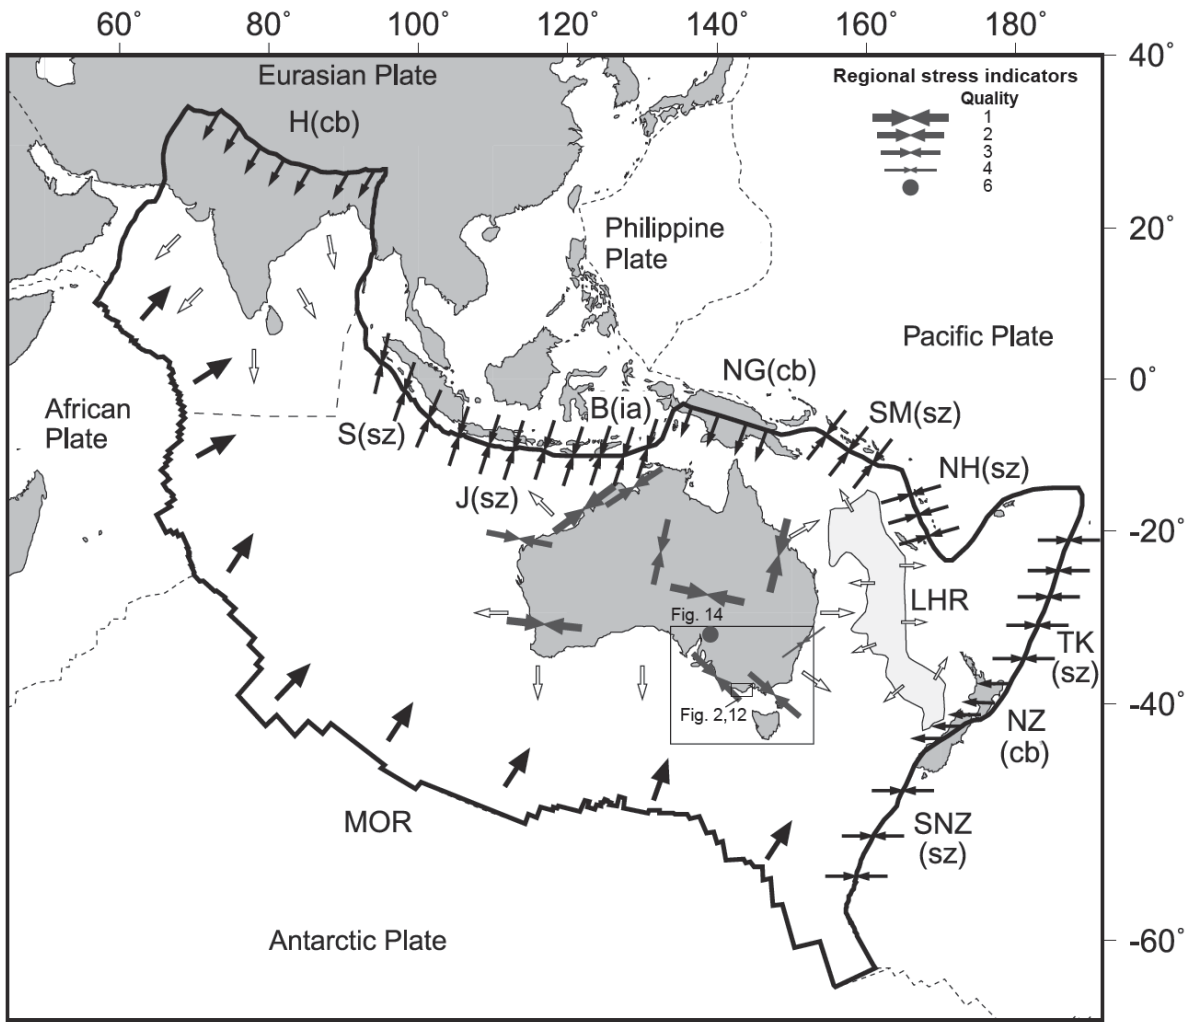 60° 80° 100° 120° 140° 160° 180°
40°
Eurasian Plate
Regional stress indicators
Quality
1
2
3
4
6
H(cb)
20°
Philippine
Plate
Pacific Plate
0°
African
Plate
NG(cb)
B(ia)
SM(sz)
S(sz)
NH(sz)
J(sz)
-20°
LHR
Fig. 14
TK
(sz)
-40°
Fig. 2,12
NZ
(cb)
MOR
SNZ
(sz)
Antarctic Plate
-60°